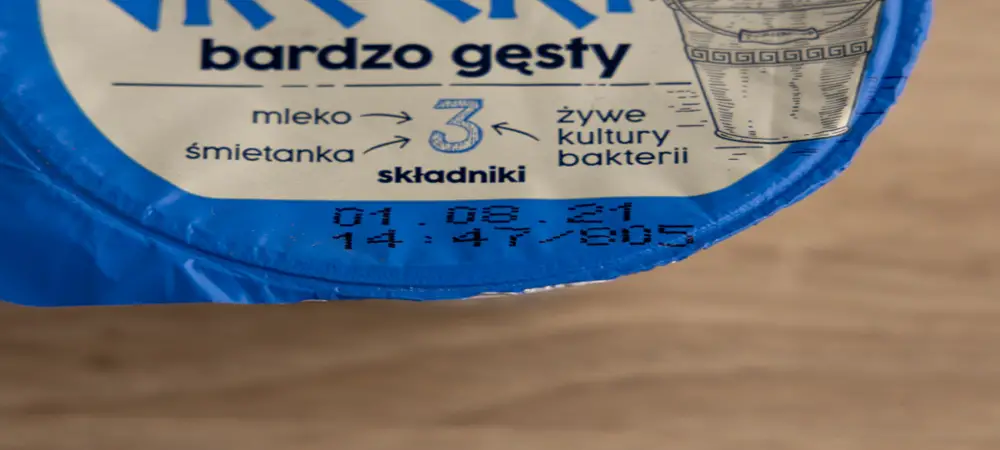 bardzo gęsty
mleko
3
żywe
kultury
bakterii
śmietanka
składniki
01.08.21
14:47/805